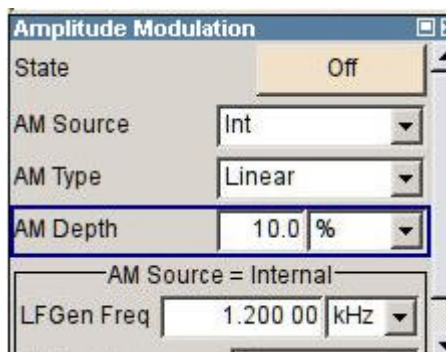 Amplitude Modulation
State Off
AM Source Int
AM Type Linear
AM Depth 10.0 %
AM Source = Internal
LFGen Freq 1.200 00 kHz